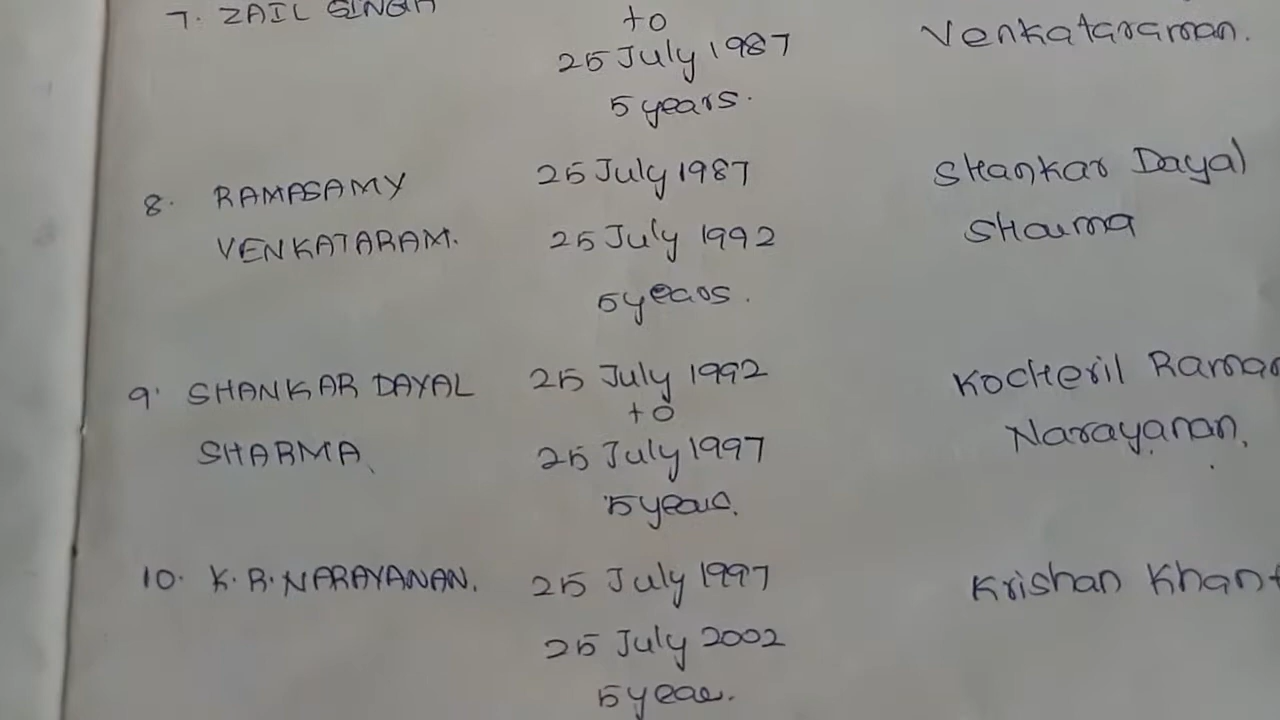 7. ZAIL SINGH
to
25 July 1987
5 years.
Venkataraman.
8. RAMASAMY
VENKATARAM.
25 July 1987
25 July 1992
5 years.
Shankar Dayal
Sharma
9. SHANKAR DAYAL
SHARMA
25 July 1992
to
25 July 1997
5 years.
Kocheril Raman
Narayanan.
10. K.R.NARAYANAN.
25 July 1997
25 July 2002
5 year.
Krishan Khant